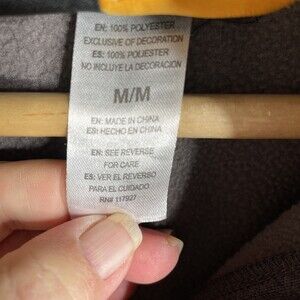 EN: 100% POLYESTER
EXCLUSIVE OF DECORATION
ES: 100% POLIESTER
NO INCLUYE LA DECORACION
M/M
EN: MADE IN CHINA
ES: HECHO EN CHINA
EN: SEE REVERSE
FOR CARE
ES: VER EL REVERSO
PARA EL CUIDADO
RN# 117927